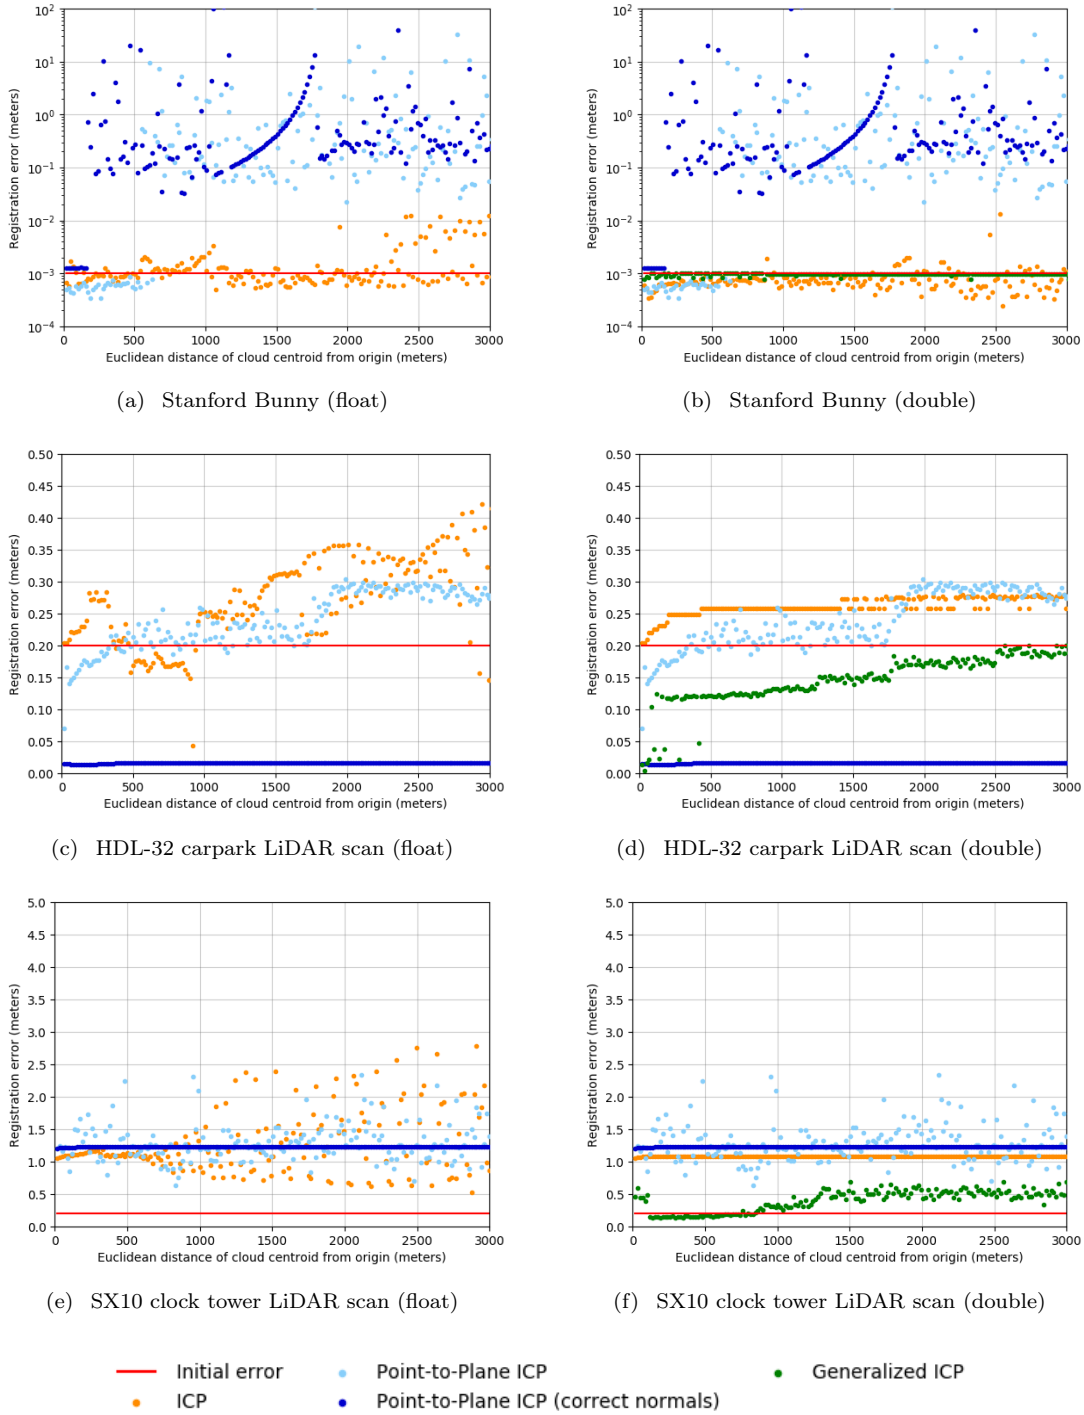 10² 10²
10¹ 10¹
10⁰ 10⁰
10⁻¹ 10⁻¹
10⁻² 10⁻²
10⁻³ 10⁻³
10⁻⁴ 10⁻⁴
Registration error (meters) Registration error (meters)
0 500 1000 1500 2000 2500 3000 0 500 1000 1500 2000 2500 3000
Euclidean distance of cloud centroid from origin (meters) Euclidean distance of cloud centroid from origin (meters)
(a) Stanford Bunny (float) (b) Stanford Bunny (double)
0.50 0.50
0.45 0.45
0.40 0.40
0.35 0.35
0.30 0.30
0.25 0.25
0.20 0.20
0.15 0.15
0.10 0.10
0.05 0.05
0.00 0.00
Registration error (meters) Registration error (meters)
0 500 1000 1500 2000 2500 3000 0 500 1000 1500 2000 2500 3000
Euclidean distance of cloud centroid from origin (meters) Euclidean distance of cloud centroid from origin (meters)
(c) HDL-32 carpark LiDAR scan (float) (d) HDL-32 carpark LiDAR scan (double)
5.0 5.0
4.5 4.5
4.0 4.0
3.5 3.5
3.0 3.0
2.5 2.5
2.0 2.0
1.5 1.5
1.0 1.0
0.5 0.5
0.0 0.0
Registration error (meters) Registration error (meters)
0 500 1000 1500 2000 2500 3000 0 500 1000 1500 2000 2500 3000
Euclidean distance of cloud centroid from origin (meters) Euclidean distance of cloud centroid from origin (meters)
(e) SX10 clock tower LiDAR scan (float) (f) SX10 clock tower LiDAR scan (double)
Initial error Point-to-Plane ICP Generalized ICP
ICP Point-to-Plane ICP (correct normals)